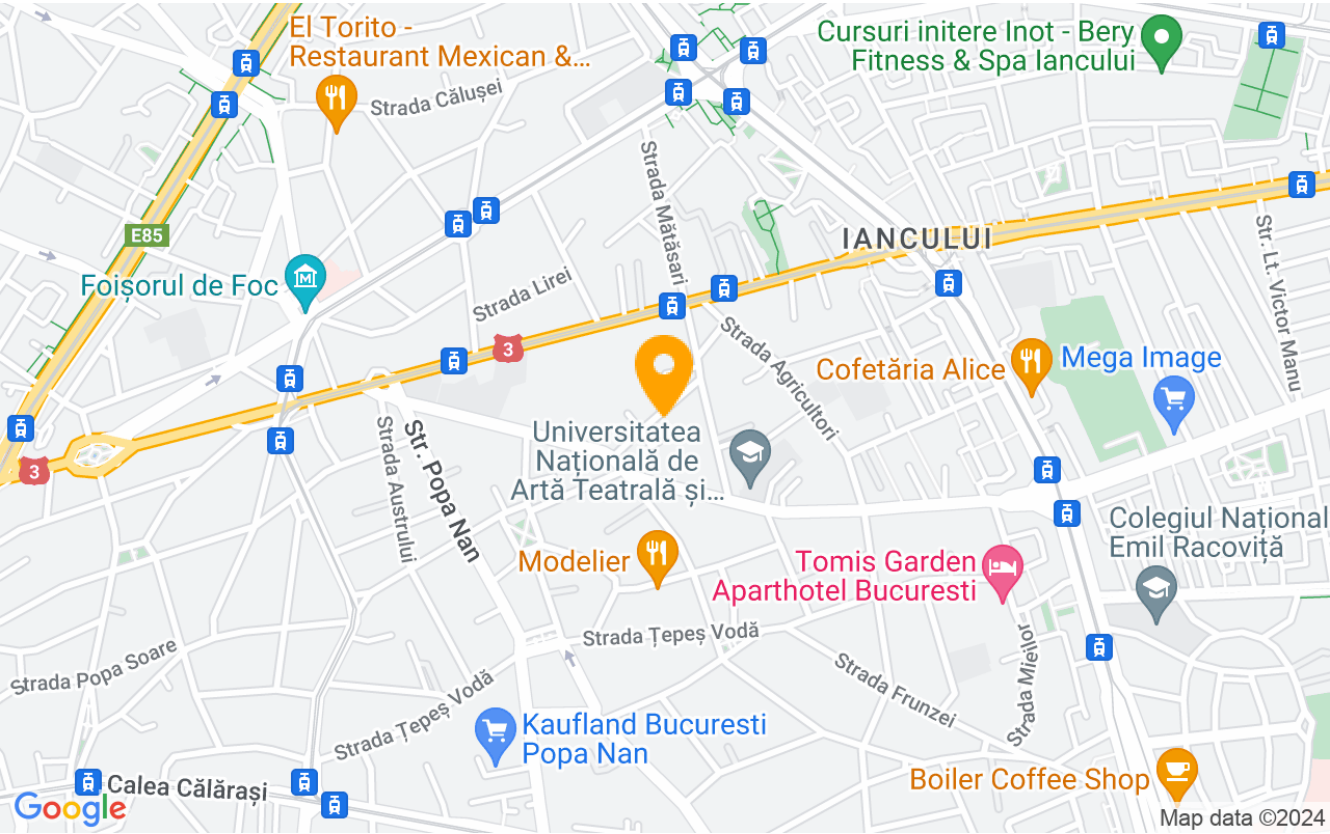 El Torito -
Restaurant Mexican &...
Cursuri initere Inot - Bery
Fitness & Spa Iancului
Strada Călușei
Strada Mătăsari
E85
IANCULUI
Str. Lt. Victor Manu
Foișorul de Foc
M
Strada Lirei
3
Strada Agricultori
Cofetăria Alice
Mega Image
Strada Austrului
Str. Popa Nan
Universitatea
Națională de
Artă Teatrală și...
3
Colegiul Național
Emil Racoviță
Modelier
Tomis Garden
Aparthotel Bucuresti
Strada Țepeș Vodă
Strada Popa Soare
Strada Frunzei
Strada Mieilor
Strada Țepeș Vodă
Kaufland Bucuresti
Popa Nan
Boiler Coffee Shop
Calea Călărași
Google
Map data ©2024